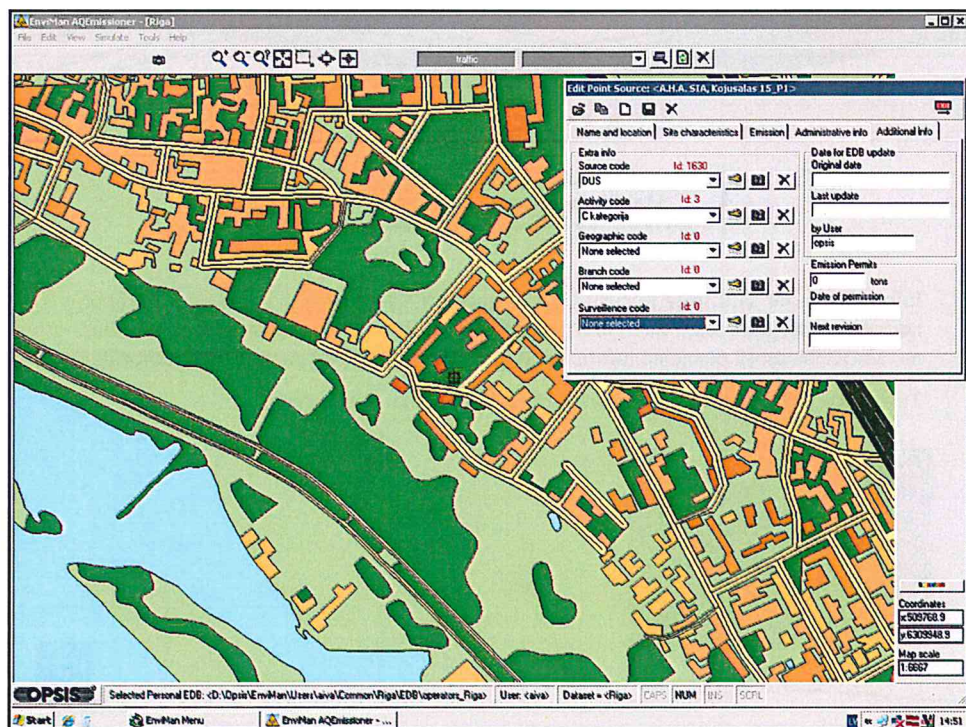 EnviMan AQEmissioner - [Riga]
File Edit View Simulate Tools Help
traffic
Edit Point Source: <A.H.A. SIA, Kojusalas 15_P1>
Name and location Site characteristics Emission Administrative info Additional Info
Extra info
Source code Id: 1630
DUS
Activity code Id: 3
C kategorija
Geographic code Id: 0
None selected
Branch code Id: 0
None selected
Surveillence code Id: 0
None selected
Date for EDB update
Original date
Last update
by User
opsis
Emission Permits
0 tons
Date of permission
Next revision
Coordinates
x:509768.9
y:6309948.9
Map scale
1:6667
OPSIS Selected Personal EDB: <D:\Opsis\EnviMan\Users\aiva\Common\Riga\EDB\operators_Riga> User: <aiva> Dataset = <Riga> CAPS NUM INS SCRL
Start EnviMan Menu EnviMan AQEmissioner - ... 14:51